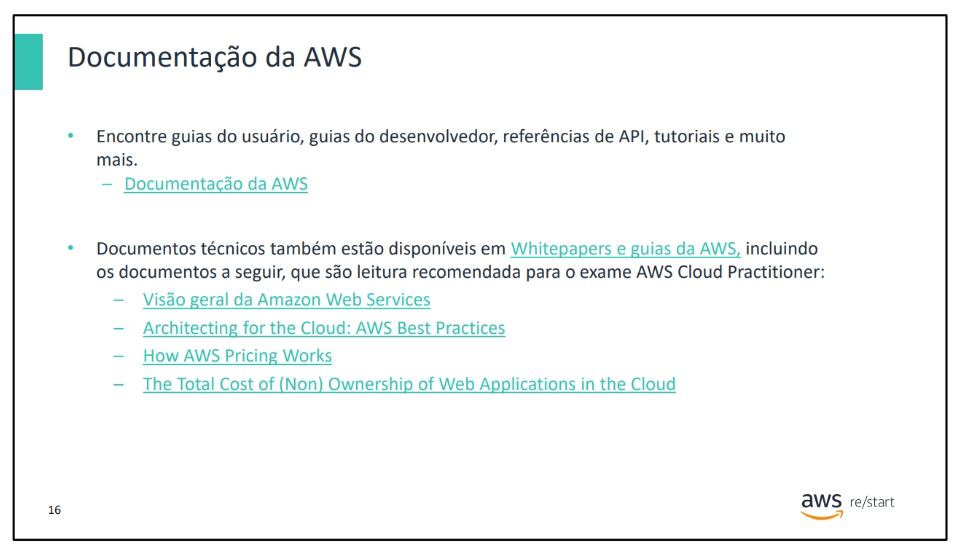 Documentação da AWS
• Encontre guias do usuário, guias do desenvolvedor, referências de API, tutoriais e muito
mais.
– Documentação da AWS
• Documentos técnicos também estão disponíveis em Whitepapers e guias da AWS, incluindo
os documentos a seguir, que são leitura recomendada para o exame AWS Cloud Practitioner:
– Visão geral da Amazon Web Services
– Architecting for the Cloud: AWS Best Practices
– How AWS Pricing Works
– The Total Cost of (Non) Ownership of Web Applications in the Cloud
16
aws re/start